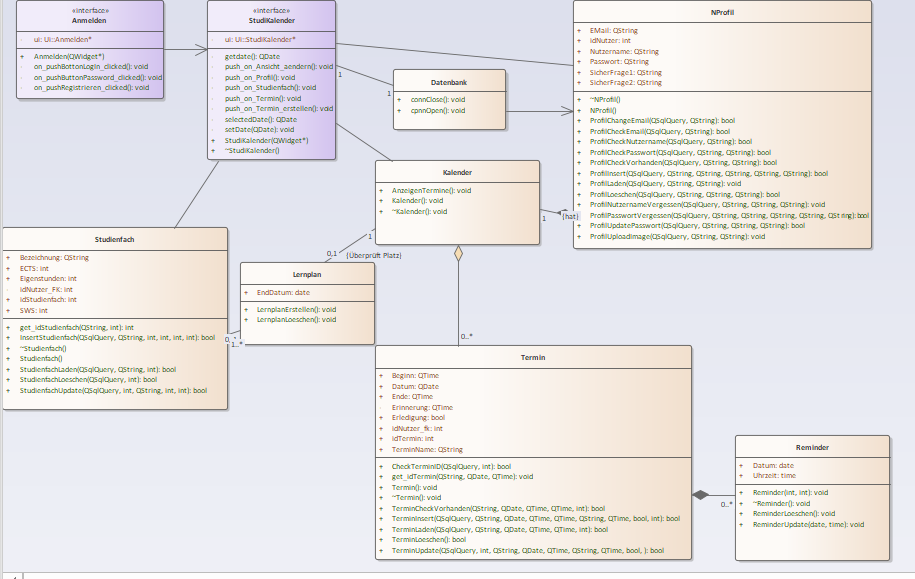 «interface»
Anmelden
ui: Ui::Anmelden*
+ Anmelden(QWidget*)
on_pushBottonLogin_clicked(): void
on_pushButtonPassword_clicked(): void
on_pushRegistrieren_clicked(): void
«interface»
StudiKalender
ui: Ui::StudiKalender*
getdate(): QDate
push_on_Ansicht_aendern(): void
push_on_Profil(): void
push_on_Studienfach(): void
push_on_Termin(): void
push_on_Termin_erstellen(): void
selectedDate(): QDate
setDate(QDate): void
+ StudiKalender(QWidget*)
+ ~StudiKalender()
1
1
Datenbank
+ connClose(): void
+ cpnnOpen(): void
NProfil
+ EMail: QString
+ idNutzer: int
+ Nutzername: QString
+ Passwort: QString
+ SicherFrage1: QString
+ SicherFrage2: QString
+ ~NProfil()
+ NProfil()
+ ProfilChangeEmail(QSqlQuery, QString, QString): bool
+ ProfilCheckEmail(QSqlQuery, QString): bool
+ ProfilCheckNutzername(QSqlQuery, QString): bool
+ ProfilCheckPasswort(QSqlQuery, QString, QString): bool
+ ProfilCheckVorhanden(QSqlQuery, QString, QString): bool
+ ProfilInsert(QSqlQuery, QString, QString, QString, QString, QString): bool
+ ProfilLaden(QSqlQuery, QString, QString): void
+ ProfilLoeschen(QSqlQuery, QString, QString, QString): bool
+ ProfilNutzernameVergessen(QSqlQuery, QString, QString, QString): void
+ ProfilPasswortVergessen(QSqlQuery, QString, QString, QString, QString, QString): bool
+ ProfilUpdatePasswort(QSqlQuery, QString, QString): bool
+ ProfilUploadImage(QSqlQuery, QString, QString): void
Kalender
+ AnzeigenTermine(): void
+ Kalender(): void
+ ~Kalender(): void
1
{hat}
1
0,1
{Überprüft Platz}
Studienfach
+ Bezeichnung: QString
+ ECTS: int
+ Eigenstunden: int
idNutzer_FK: int
+ idStudienfach: int
+ SWS: int
+ get_idStudienfach(QString, int): int
+ InsertStudienfach(QSqlQuery, QString, int, int, int, int): bool
+ ~Studienfach()
+ Studienfach()
+ StudienfachLaden(QSqlQuery, QString, int): bool
+ StudienfachLoeschen(QSqlQuery, int): bool
+ StudienfachUpdate(QSqlQuery, int, QString, int, int): bool
1..*
Lernplan
+ EndDatum: date
+ LernplanErstellen(): void
+ LernplanLoeschen(): void
0..*
Termin
+ Beginn: QTime
+ Datum: QDate
+ Ende: QTime
Erinnerung: QTime
+ Erledigung: bool
+ idNutzer_fk: int
+ idTermin: int
+ TerminName: QString
+ CheckTerminID(QSqlQuery, int): bool
+ get_idTermin(QString, QDate, QTime): void
+ Termin(): void
+ ~Termin(): void
+ TerminCheckVorhanden(QString, QDate, QTime, QTime, int): bool
+ TerminInsert(QSqlQuery, QString, QDate, QTime, QTime, QString, QTime, bool, int): bool
+ TerminLaden(QSqlQuery, QString, QDate, QTime, QTime, int): bool
+ TerminLoeschen(): bool
+ TerminUpdate(QSqlQuery, int, QString, QDate, QTime, QString, QTime, bool, ): bool
0..*
Reminder
+ Datum: date
+ Uhrzeit: time
+ Reminder(int, int): void
+ ~Reminder(): void
+ ReminderLoeschen(): void
+ ReminderUpdate(date, time): void